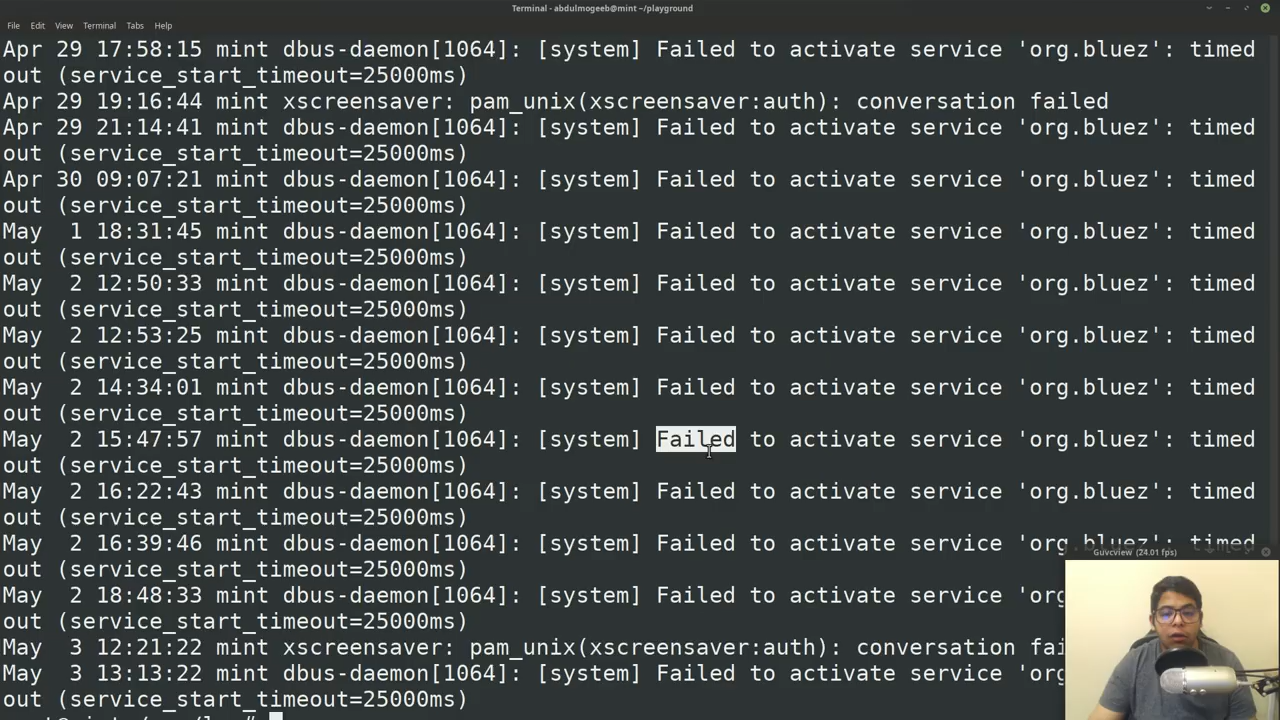 Terminal - abdulmogeeb@mint ~/playground
File Edit View Terminal Tabs Help
Apr 29 17:58:15 mint dbus-daemon[1064]: [system] Failed to activate service 'org.bluez': timed
out (service_start_timeout=25000ms)
Apr 29 19:16:44 mint xscreensaver: pam_unix(xscreensaver:auth): conversation failed
Apr 29 21:14:41 mint dbus-daemon[1064]: [system] Failed to activate service 'org.bluez': timed
out (service_start_timeout=25000ms)
Apr 30 09:07:21 mint dbus-daemon[1064]: [system] Failed to activate service 'org.bluez': timed
out (service_start_timeout=25000ms)
May  1 18:31:45 mint dbus-daemon[1064]: [system] Failed to activate service 'org.bluez': timed
out (service_start_timeout=25000ms)
May  2 12:50:33 mint dbus-daemon[1064]: [system] Failed to activate service 'org.bluez': timed
out (service_start_timeout=25000ms)
May  2 12:53:25 mint dbus-daemon[1064]: [system] Failed to activate service 'org.bluez': timed
out (service_start_timeout=25000ms)
May  2 14:34:01 mint dbus-daemon[1064]: [system] Failed to activate service 'org.bluez': timed
out (service_start_timeout=25000ms)
May  2 15:47:57 mint dbus-daemon[1064]: [system] Failed to activate service 'org.bluez': timed
out (service_start_timeout=25000ms)
May  2 16:22:43 mint dbus-daemon[1064]: [system] Failed to activate service 'org.bluez': timed
out (service_start_timeout=25000ms)
May  2 16:39:46 mint dbus-daemon[1064]: [system] Failed to activate service 'org.bluez': timed
out (service_start_timeout=25000ms)
May  2 18:48:33 mint dbus-daemon[1064]: [system] Failed to activate service 'org
out (service_start_timeout=25000ms)
May  3 12:21:22 mint xscreensaver: pam_unix(xscreensaver:auth): conversation fai
May  3 13:13:22 mint dbus-daemon[1064]: [system] Failed to activate service 'org
out (service_start_timeout=25000ms)
Guvcview (24.01 fps)